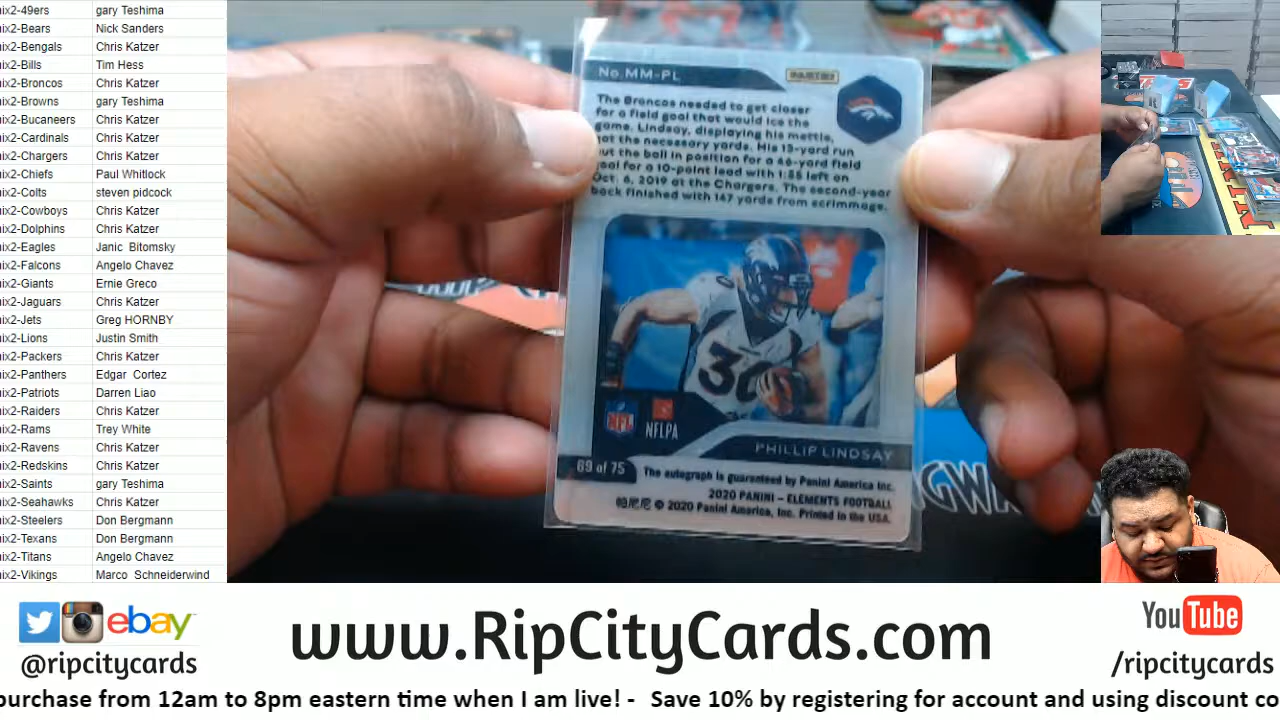 ix2-49ers gary Teshima
ix2-Bears Nick Sanders
ix2-Bengals Chris Katzer
ix2-Bills Tim Hess
ix2-Broncos Chris Katzer
ix2-Browns gary Teshima
ix2-Bucaneers Chris Katzer
ix2-Cardinals Chris Katzer
ix2-Chargers Chris Katzer
ix2-Chiefs Paul Whitlock
ix2-Colts steven pidcock
ix2-Cowboys Chris Katzer
ix2-Dolphins Chris Katzer
ix2-Eagles Janic Bitomsky
ix2-Falcons Angelo Chavez
ix2-Giants Ernie Greco
ix2-Jaguars Chris Katzer
ix2-Jets Greg HORNBY
ix2-Lions Justin Smith
ix2-Packers Chris Katzer
ix2-Panthers Edgar Cortez
ix2-Patriots Darren Liao
ix2-Raiders Chris Katzer
ix2-Rams Trey White
ix2-Ravens Chris Katzer
ix2-Redskins Chris Katzer
ix2-Saints gary Teshima
ix2-Seahawks Chris Katzer
ix2-Steelers Don Bergmann
ix2-Texans Don Bergmann
ix2-Titans Angelo Chavez
ix2-Vikings Marco Schneiderwind
No. MM-PL
PANINI
The Broncos needed to get closer
for a field goal that would ice the
game. Lindsay, displaying his mettle,
got the necessary yards. His 13-yard run
put the ball in position for a 46-yard field
goal for a 10-point lead with 1:55 left on
Oct. 6, 2019 at the Chargers. The second-year
back finished with 147 yards from scrimmage.
30
NFL
NFLPA
PHILLIP LINDSAY
69 of 75
The autograph is guaranteed by Panini America Inc.
2020 PANINI – ELEMENTS FOOTBALL
帕尼尼 © 2020 Panini America, Inc. Printed in the USA.
ebay
@ripcitycards
www.RipCityCards.com
YouTube
/ripcitycards
purchase from 12am to 8pm eastern time when I am live! - Save 10% by registering for account and using discount co